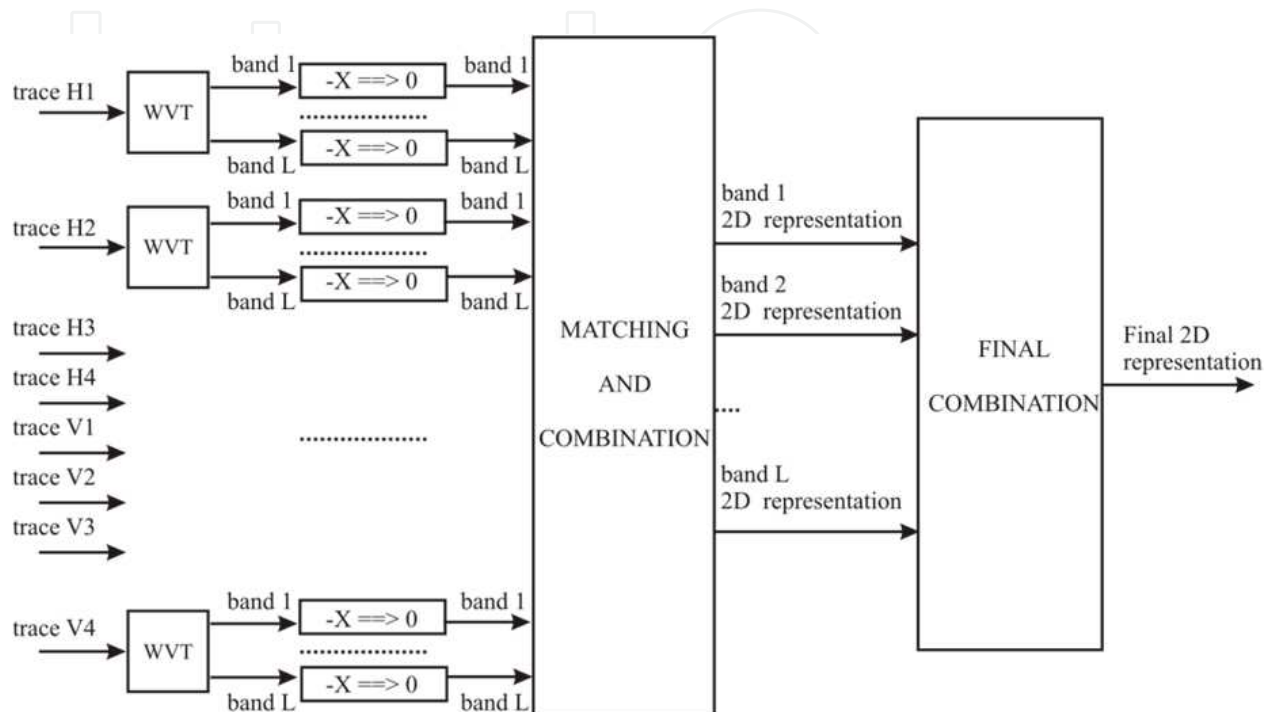 trace H1
WVT
band 1
-X ==> 0
band 1
....................
band L
-X ==> 0
band L
trace H2
WVT
band 1
-X ==> 0
band 1
....................
band L
-X ==> 0
band L
trace H3
trace H4
trace V1
trace V2
trace V3
....................
trace V4
WVT
band 1
-X ==> 0
band 1
....................
band L
-X ==> 0
band L
MATCHING
AND
COMBINATION
band 1
2D representation
band 2
2D representation
....
band L
2D representation
FINAL
COMBINATION
Final 2D
representation